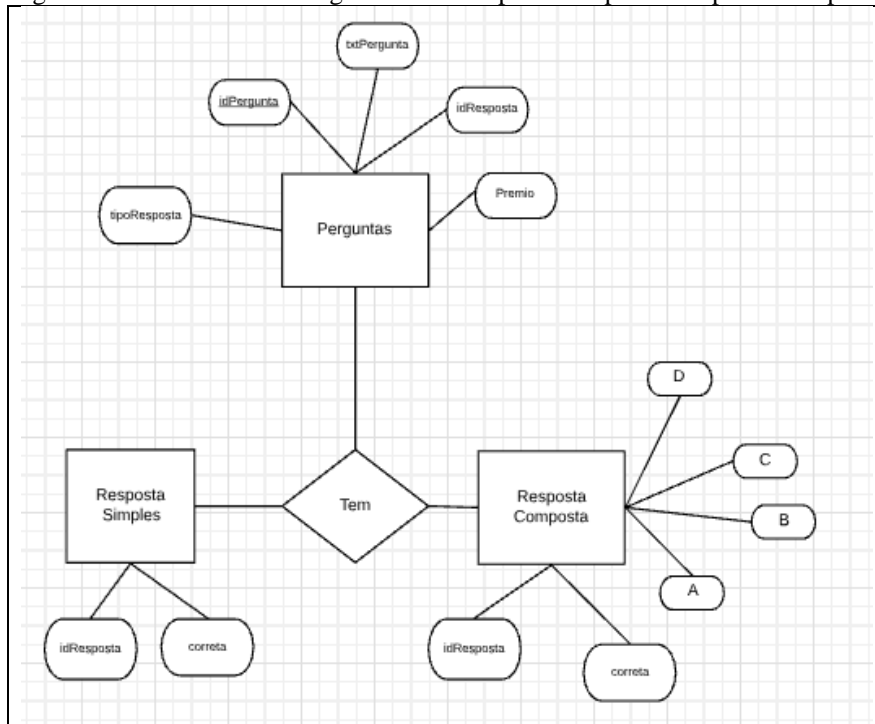 txtPergunta
idPergunta
idResposta
Premio
tipoResposta
Perguntas
D
C
Resposta
Simples
Tem
Resposta
Composta
B
A
idResposta
correta
idResposta
correta